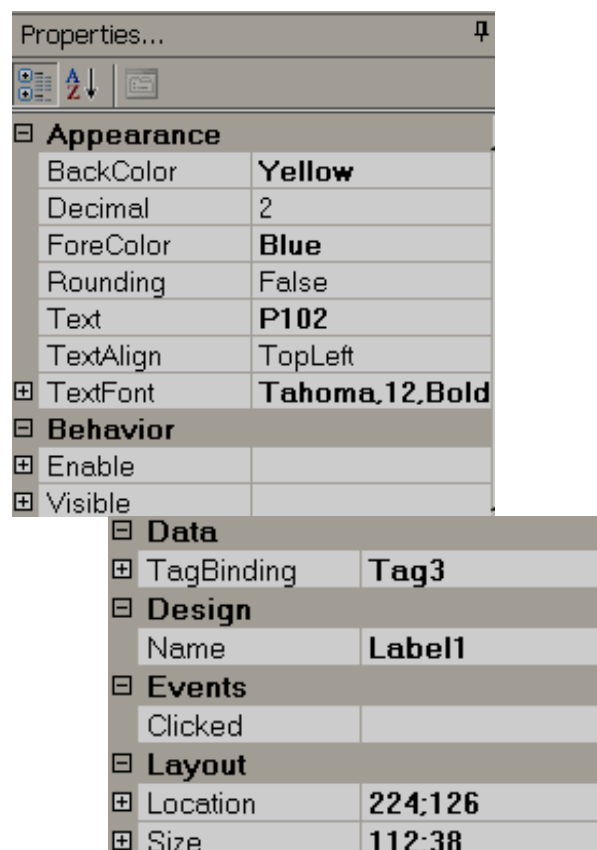 Properties...
Appearance
BackColor Yellow
Decimal 2
ForeColor Blue
Rounding False
Text P102
TextAlign TopLeft
TextFont Tahoma,12,Bold
Behavior
Enable
Visible
Data
TagBinding Tag3
Design
Name Label1
Events
Clicked
Layout
Location 224;126
Size 112;38